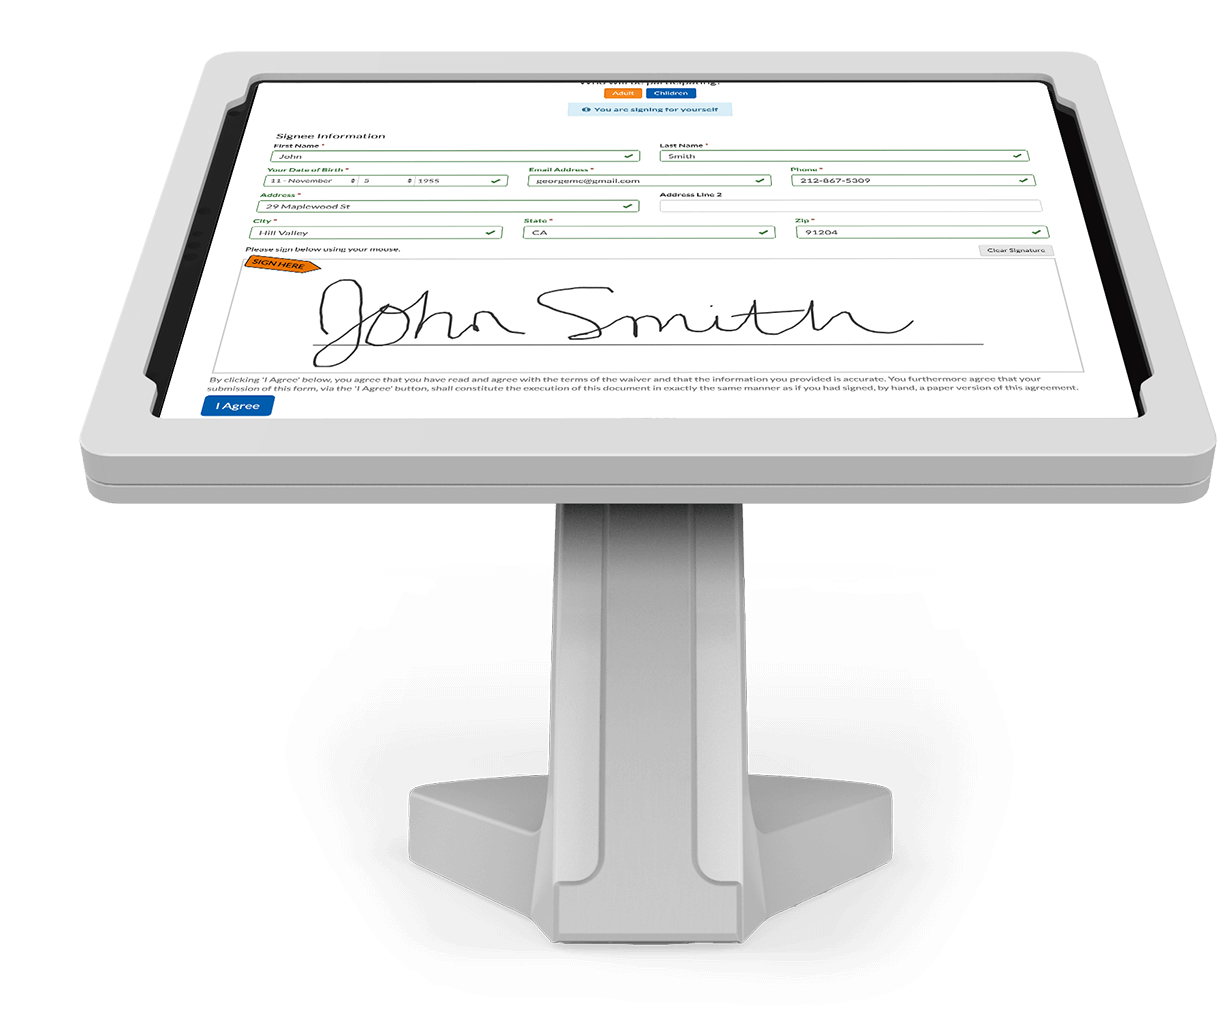 Who will be participating?
Adult Children
You are signing for yourself
Signee Information
First Name * Last Name *
John Smith
Your Date of Birth * Email Address * Phone *
11 - November 5 1955 georgemc@gmail.com 212-867-5309
Address * Address Line 2
29 Maplewood St
City * State * Zip *
Hill Valley CA 91204
Please sign below using your mouse. Clear Signature
SIGN HERE
John Smith
By clicking 'I Agree' below, you agree that you have read and agree with the terms of the waiver and that the information you provided is accurate. You furthermore agree that your
submission of this form, via the 'I Agree' button, shall constitute the execution of this document in exactly the same manner as if you had signed, by hand, a paper version of this agreement.
I Agree